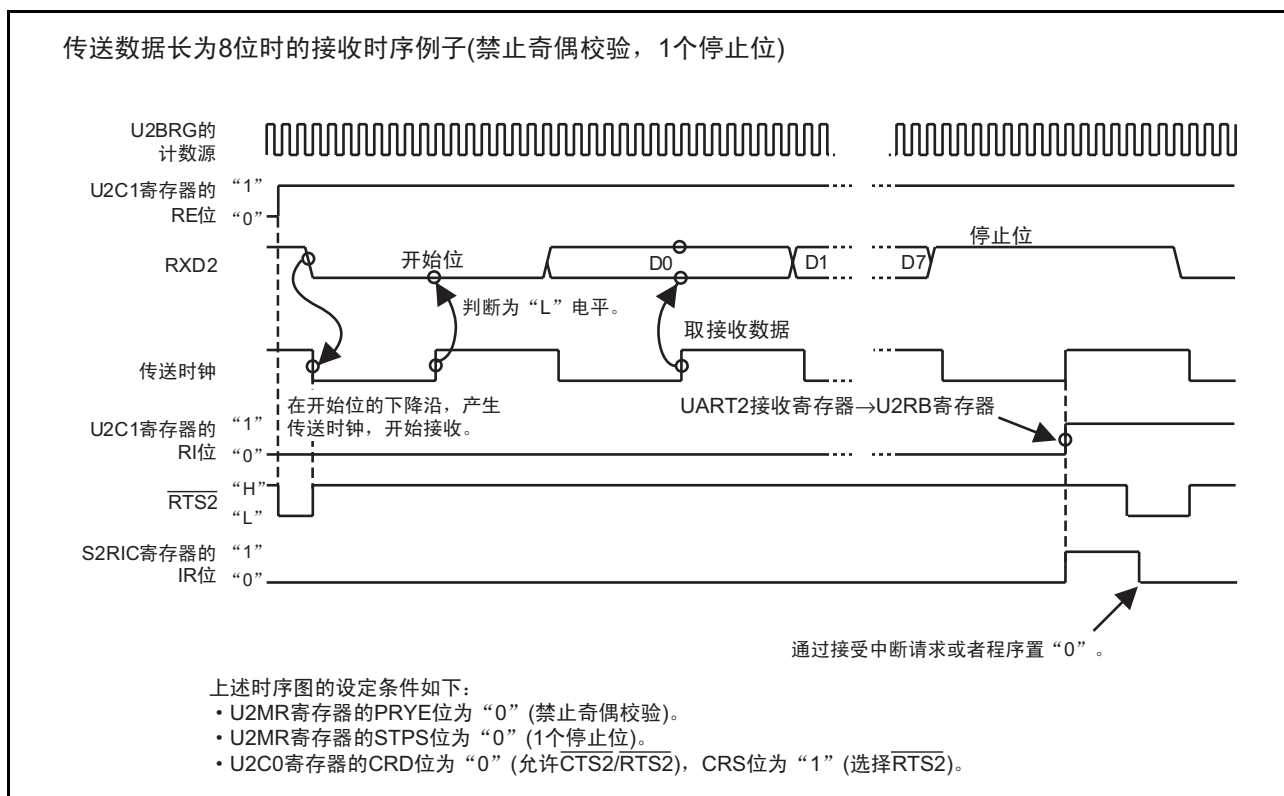 传送数据长为8位时的接收时序例子(禁止奇偶校验，1个停止位)
U2BRG的
计数源
U2C1寄存器的 “1”
RE位 “0”
RXD2
开始位
D0
D1
D7
停止位
判断为“L”电平。
取接收数据
传送时钟
在开始位的下降沿，产生
传送时钟，开始接收。
UART2接收寄存器→U2RB寄存器
U2C1寄存器的 “1”
RI位 “0”
RTS2
“H”
“L”
S2RIC寄存器的 “1”
IR位 “0”
通过接受中断请求或者程序置“0”。
上述时序图的设定条件如下：
・U2MR寄存器的PRYE位为“0”(禁止奇偶校验)。
・U2MR寄存器的STPS位为“0”(1个停止位)。
・U2C0寄存器的CRD位为“0”(允许CTS2/RTS2)，CRS位为“1”(选择RTS2)。